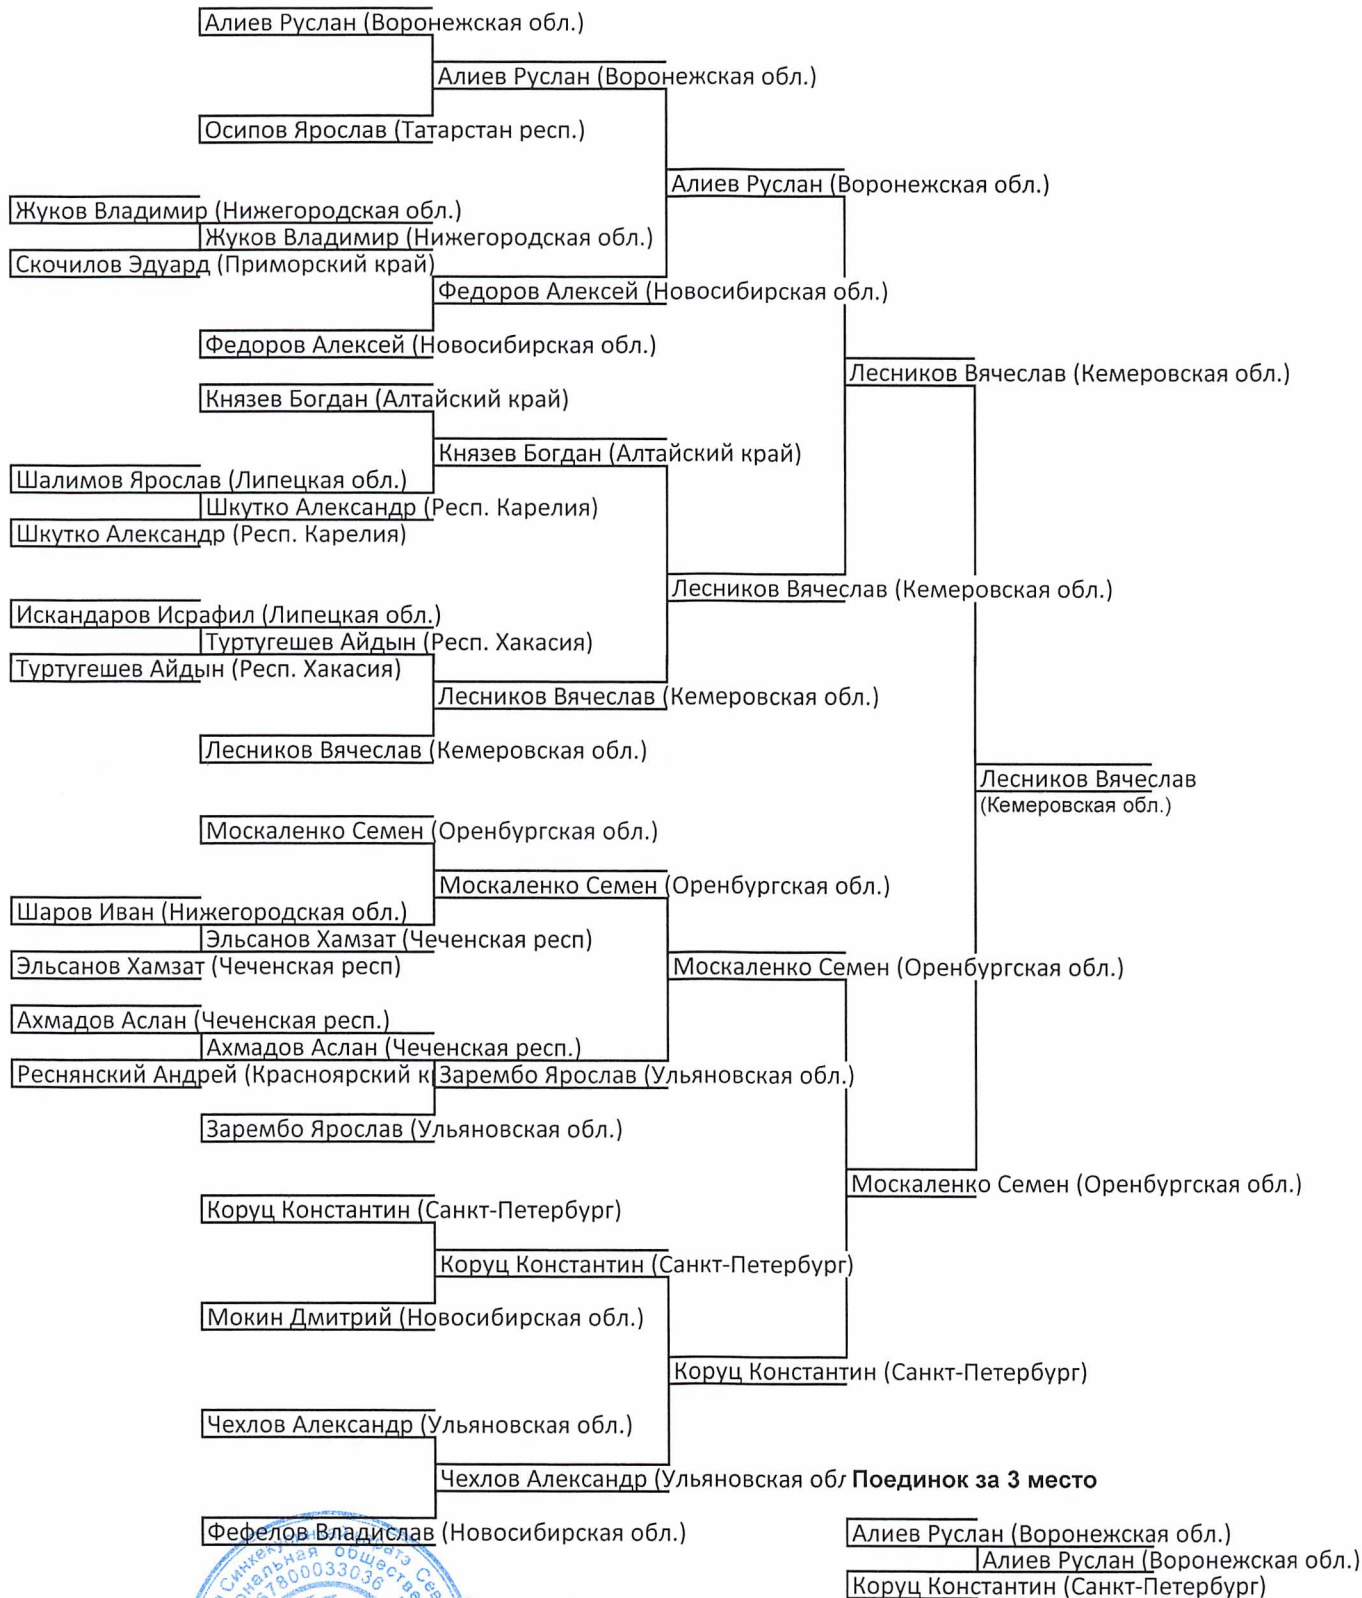 Алиев Руслан (Воронежская обл.)
Алиев Руслан (Воронежская обл.)
Осипов Ярослав (Татарстан респ.)
Алиев Руслан (Воронежская обл.)
Жуков Владимир (Нижегородская обл.)
Жуков Владимир (Нижегородская обл.)
Скочилов Эдуард (Приморский край)
Федоров Алексей (Новосибирская обл.)
Федоров Алексей (Новосибирская обл.)
Лесников Вячеслав (Кемеровская обл.)
Князев Богдан (Алтайский край)
Князев Богдан (Алтайский край)
Шалимов Ярослав (Липецкая обл.)
Шкутко Александр (Респ. Карелия)
Шкутко Александр (Респ. Карелия)
Лесников Вячеслав (Кемеровская обл.)
Искандаров Исрафил (Липецкая обл.)
Туртугешев Айдын (Респ. Хакасия)
Туртугешев Айдын (Респ. Хакасия)
Лесников Вячеслав (Кемеровская обл.)
Лесников Вячеслав (Кемеровская обл.)
Лесников Вячеслав
(Кемеровская обл.)
Москаленко Семен (Оренбургская обл.)
Москаленко Семен (Оренбургская обл.)
Шаров Иван (Нижегородская обл.)
Эльсанов Хамзат (Чеченская респ)
Эльсанов Хамзат (Чеченская респ)
Москаленко Семен (Оренбургская обл.)
Ахмадов Аслан (Чеченская респ.)
Ахмадов Аслан (Чеченская респ.)
Реснянский Андрей (Красноярский к
Зарембо Ярослав (Ульяновская обл.)
Зарембо Ярослав (Ульяновская обл.)
Москаленко Семен (Оренбургская обл.)
Коруц Константин (Санкт-Петербург)
Коруц Константин (Санкт-Петербург)
Мокин Дмитрий (Новосибирская обл.)
Коруц Константин (Санкт-Петербург)
Чехлов Александр (Ульяновская обл.)
Чехлов Александр (Ульяновская обл
Поединок за 3 место
Фефелов Владислав (Новосибирская обл.)
Алиев Руслан (Воронежская обл.)
Алиев Руслан (Воронежская обл.)
Коруц Константин (Санкт-Петербург)